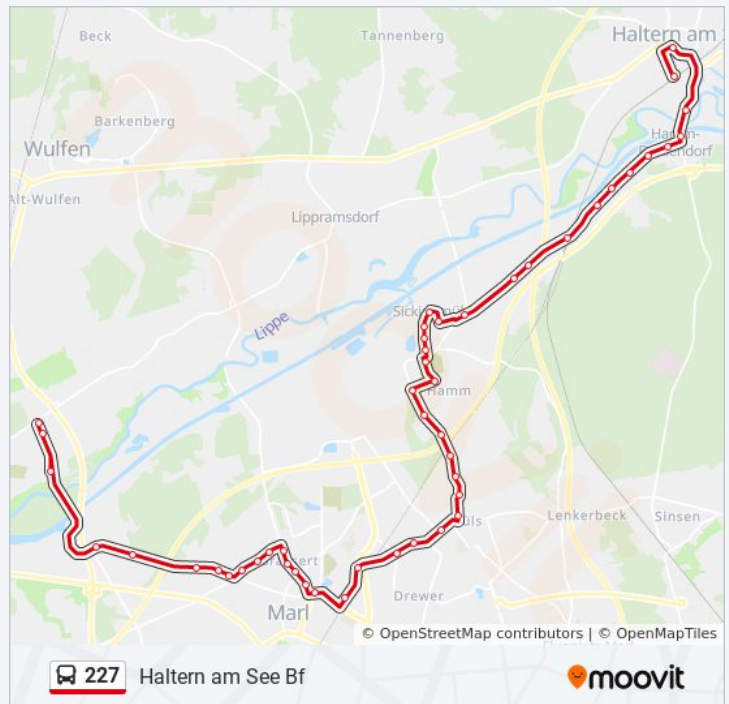 Haltern am S
Beck
Tannenberg
Barkenberg
Wulfen
Alt-Wulfen
Lippramsdorf
Lippe
Hamm
Lenkerbeck
Sinsen
Drewer
Marl
© OpenStreetMap contributors | © OpenMapTiles
227 Haltern am See Bf
moovit